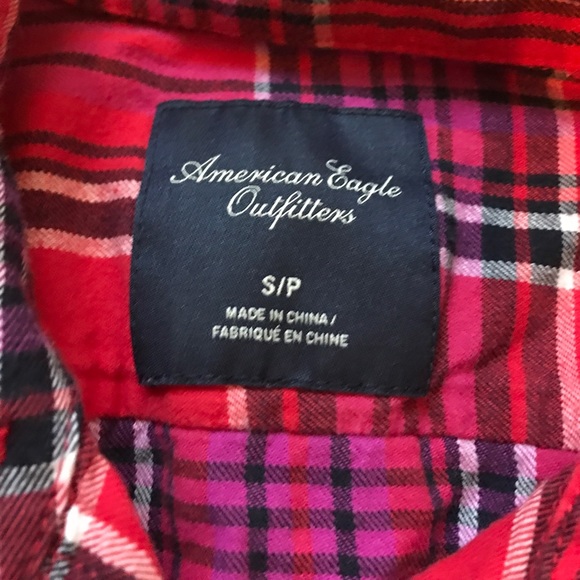 American Eagle
Outfitters
S/P
MADE IN CHINA/
FABRIQUÉ EN CHINE